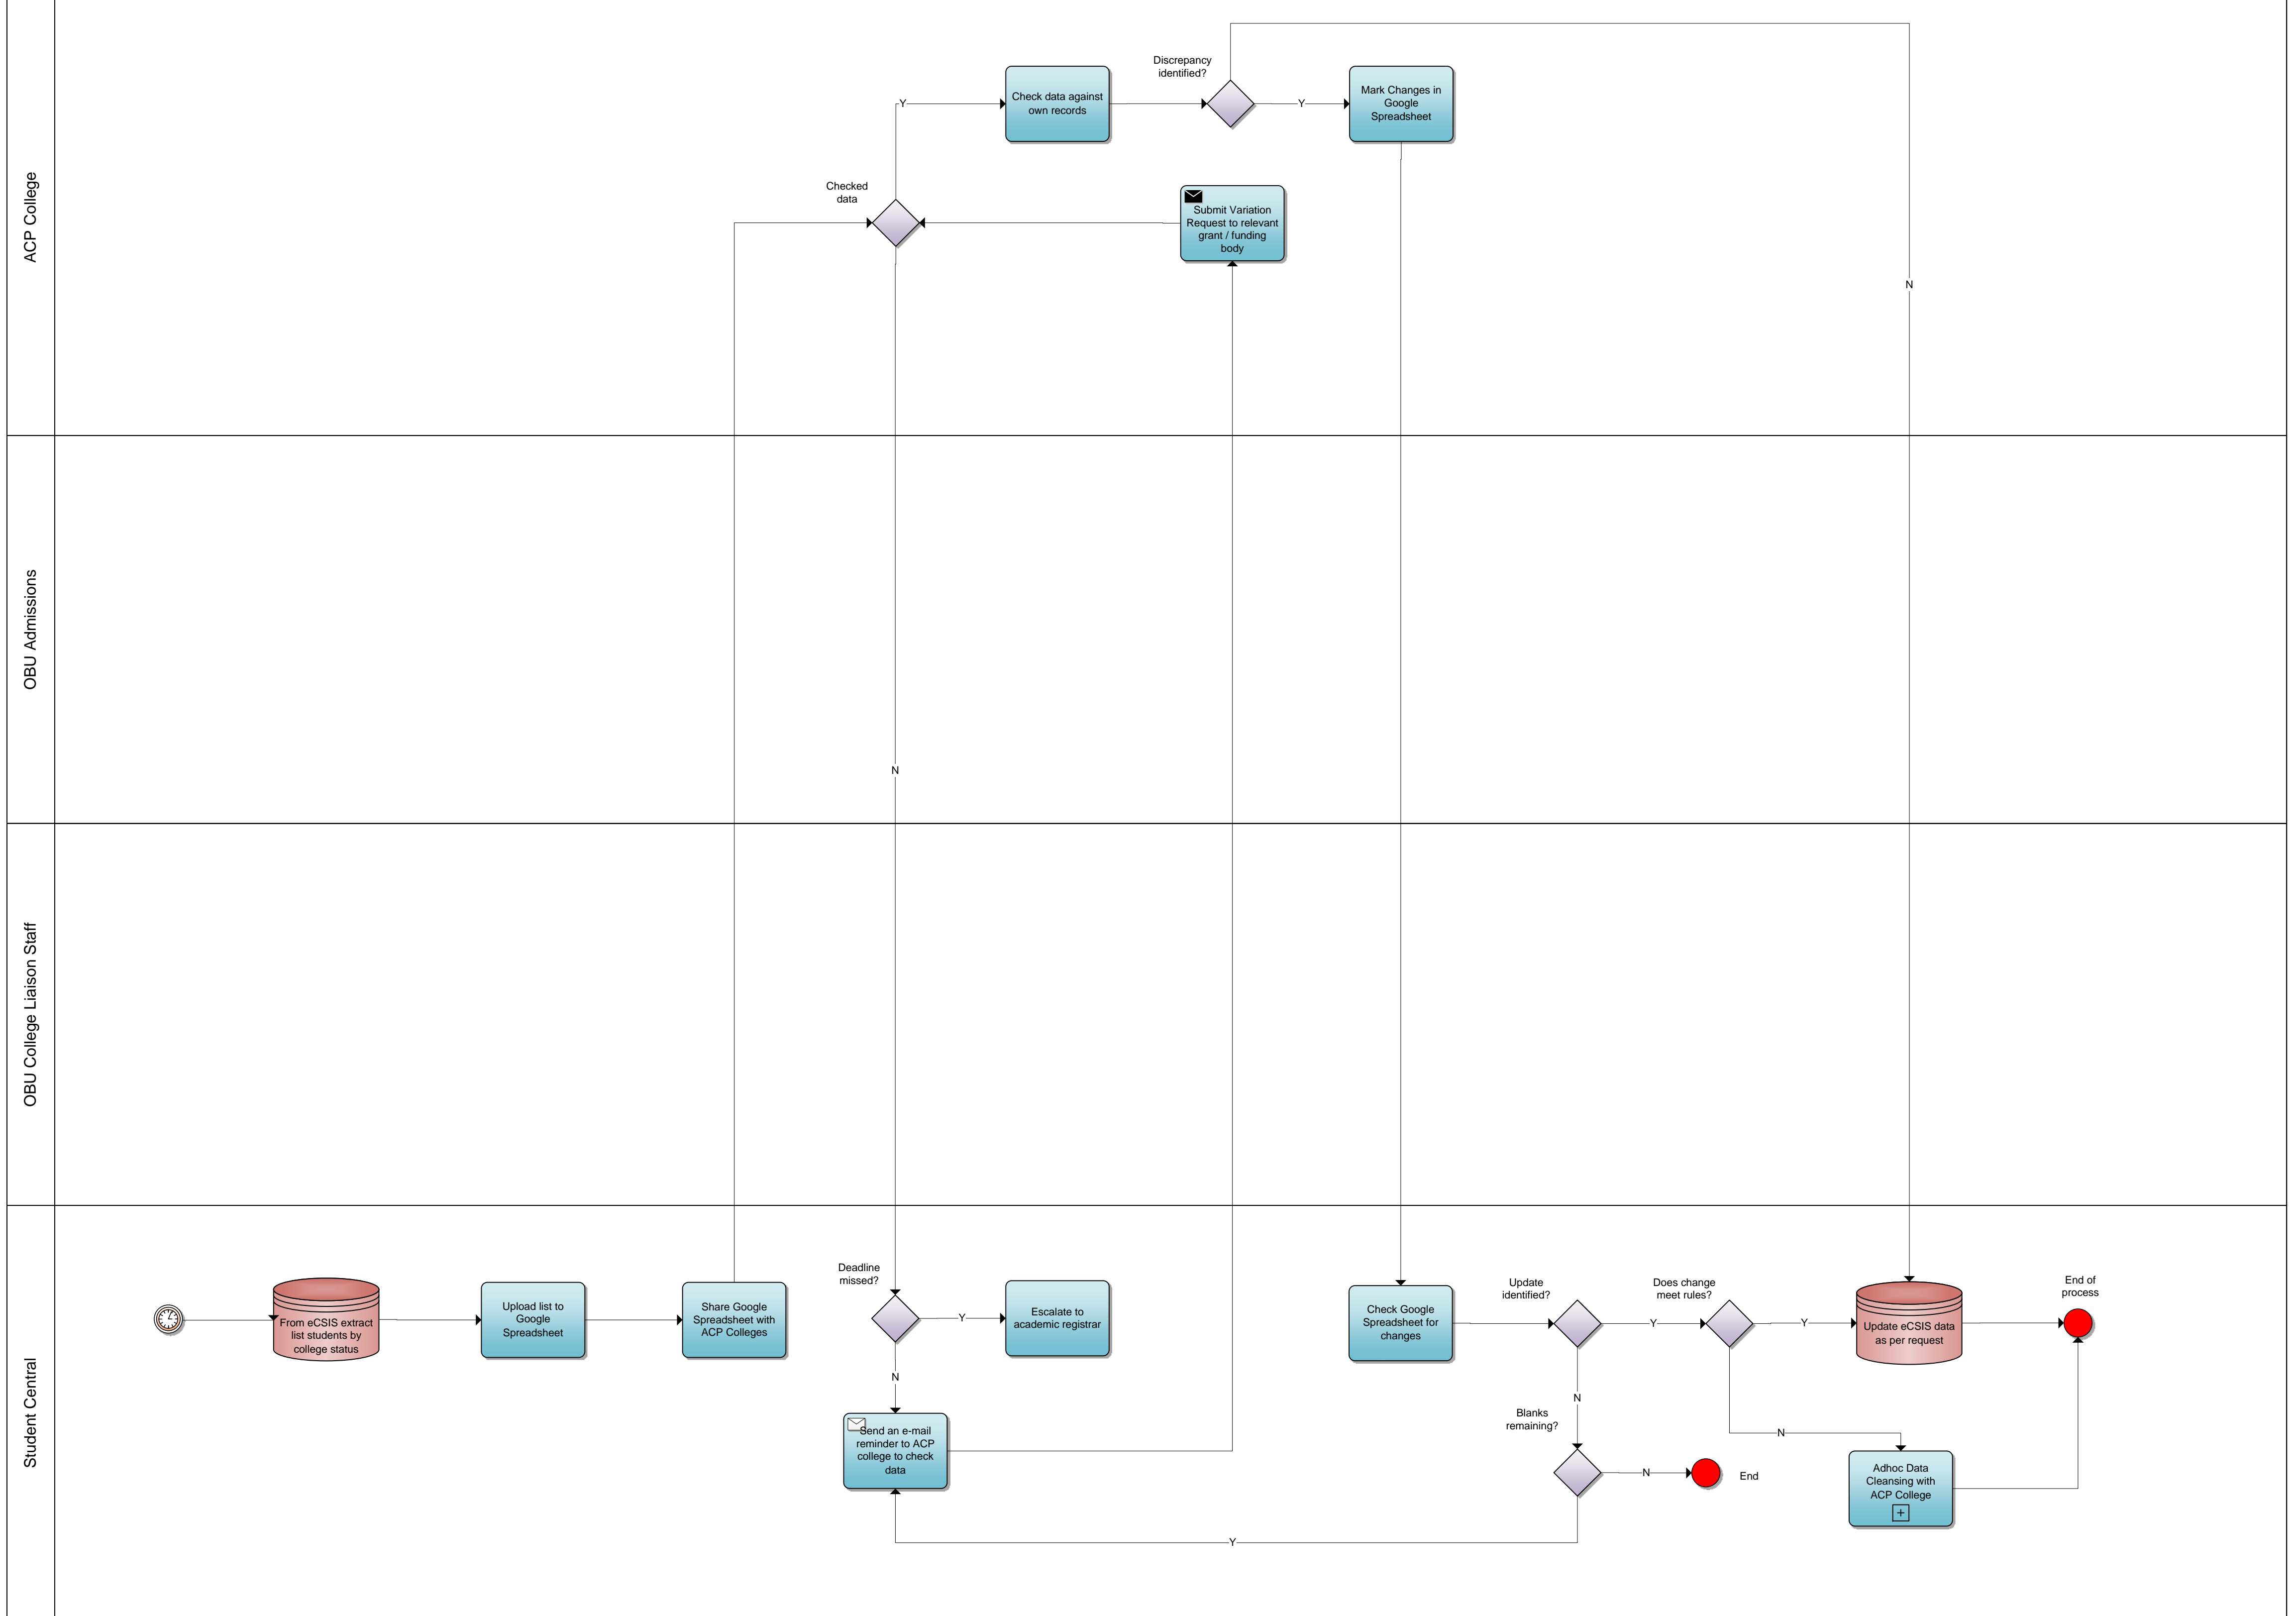 ACP College
Discrepancy
identified?
Check data against
own records
Y
Y
Mark Changes in
Google
Spreadsheet
Checked
data
Submit Variation
Request to relevant
grant / funding
body
N
OBU Admissions
N
OBU College Liaison Staff
Student Central
From eCSIS extract
list students by
college status
Upload list to
Google
Spreadsheet
Share Google
Spreadsheet with
ACP Colleges
Deadline
missed?
Y
Escalate to
academic registrar
N
Send an e-mail
reminder to ACP
college to check
data
Check Google
Spreadsheet for
changes
Update
identified?
Y
Does change
meet rules?
Y
Update eCSIS data
as per request
End of
process
N
Blanks
remaining?
N
End
N
Adhoc Data
Cleansing with
ACP College
Y